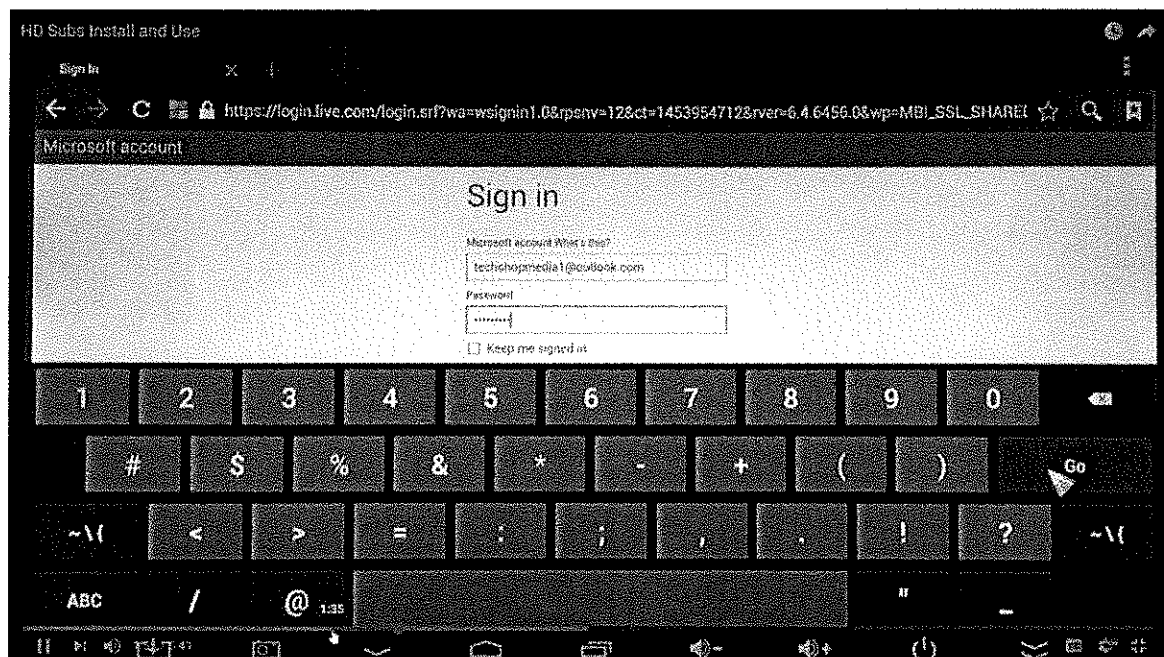 HD Subs Install and Use
Sign In
https://login.live.com/login.srf?wa=wsignin1.0&rpsnv=12&ct=1453954712&rver=6.4.6456.0&wp=MBI_SSL_SHARED
Microsoft account
Sign in
Microsoft account What's this?
techshopmedia1@outlook.com
Password
Keep me signed in
1 2 3 4 5 6 7 8 9 0
# $ % & * - + ( ) Go
~\{ < > = : ; , . ! ? ~\{
ABC / @ 1:35 " _